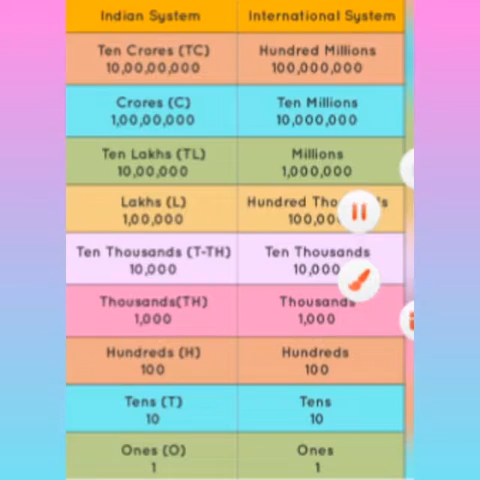 Indian System
International System
Ten Crores (TC)
10,00,00,000
Hundred Millions
100,000,000
Crores (C)
1,00,00,000
Ten Millions
10,000,000
Ten Lakhs (TL)
10,00,000
Millions
1,000,000
Lakhs (L)
1,00,000
Hundred
Ten Thousands (T-TH)
10,000
Ten Thousands
10,000
Thousands(TH)
1,000
Thousands
1,000
Hundreds (H)
100
Hundreds
100
Tens (T)
10
Tens
10
Ones (O)
1
Ones
1